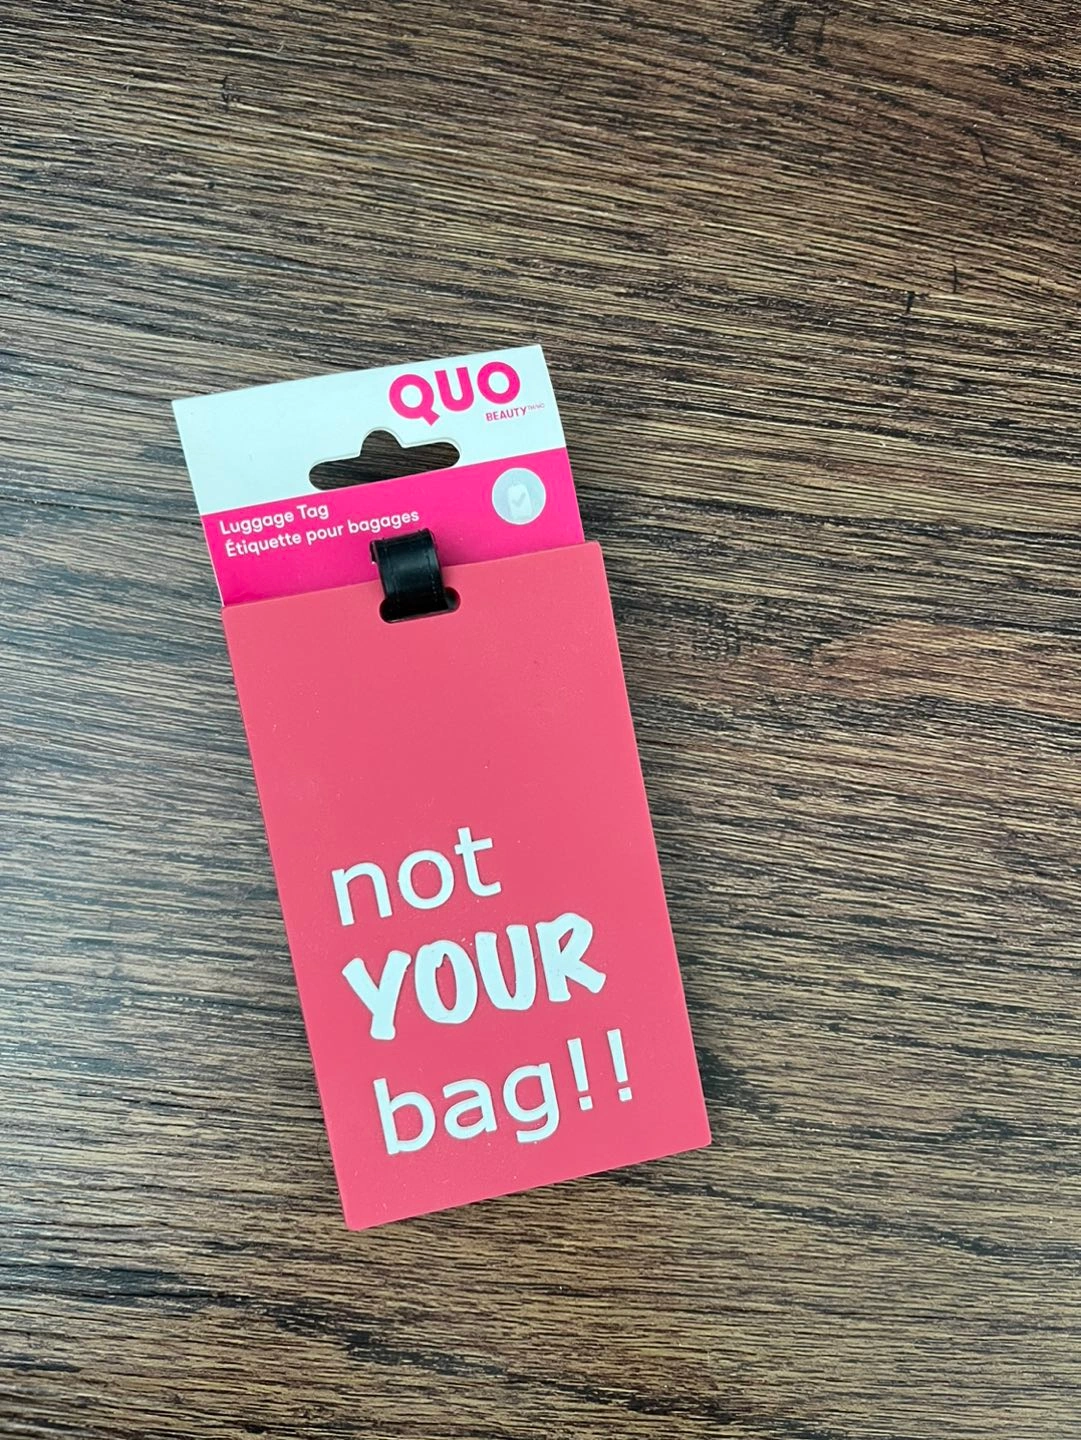 QUO
BEAUTY
Luggage Tag
Étiquette pour bagages
not
YOUR
bag!!